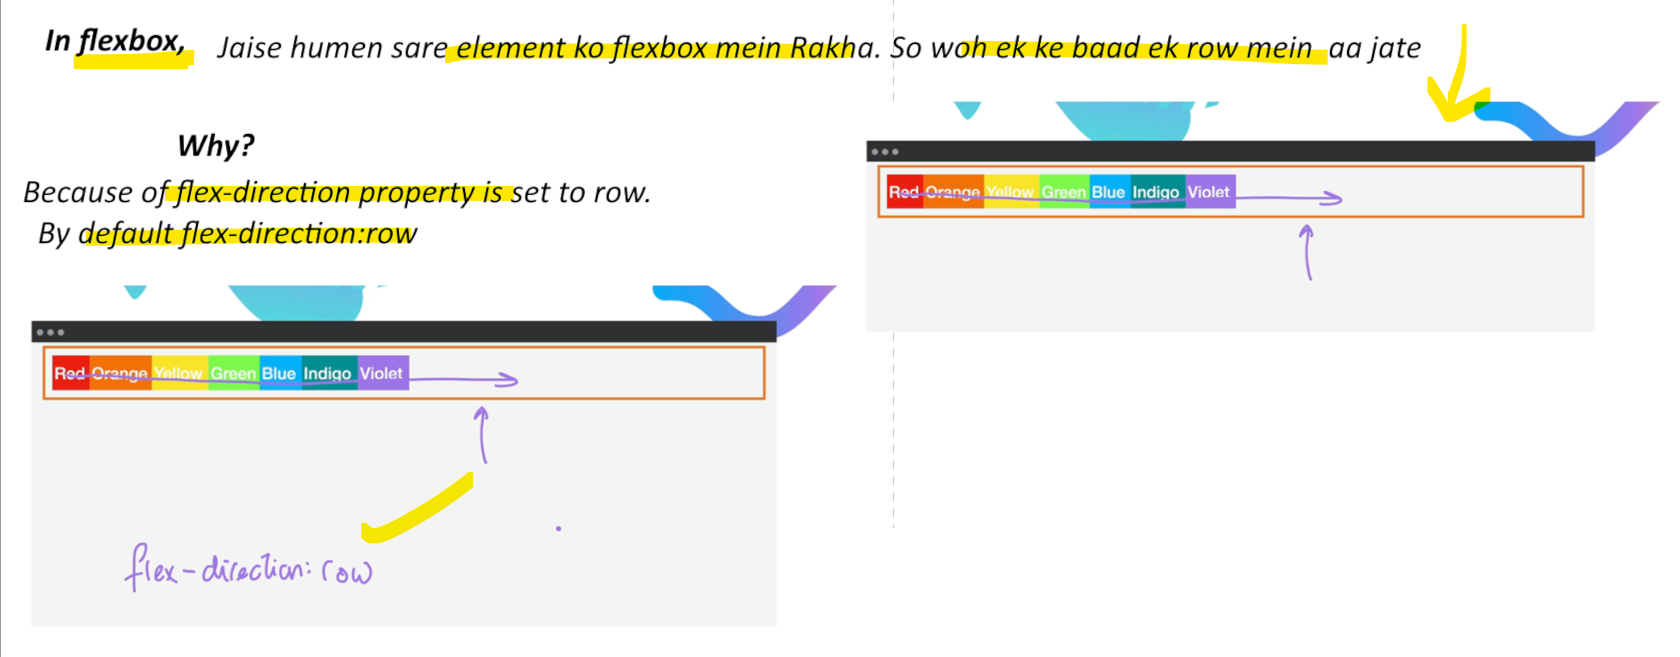 In flexbox, Jaise humen sare element ko flexbox mein Rakha. So woh ek ke baad ek row mein aa jate
Why?
Because of flex-direction property is set to row.
By default flex-direction:row
Red Orange Yellow Green Blue Indigo Violet
Red Orange Yellow Green Blue Indigo Violet
flex-direction: row